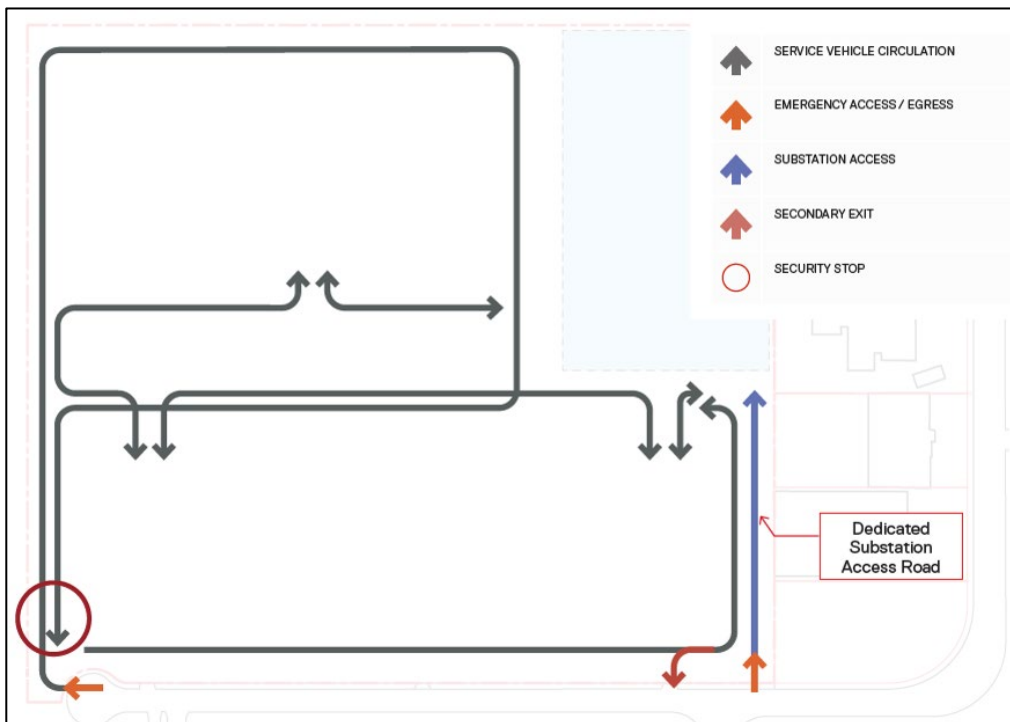 SERVICE VEHICLE CIRCULATION
EMERGENCY ACCESS / EGRESS
SUBSTATION ACCESS
SECONDARY EXIT
SECURITY STOP
Dedicated
Substation
Access Road